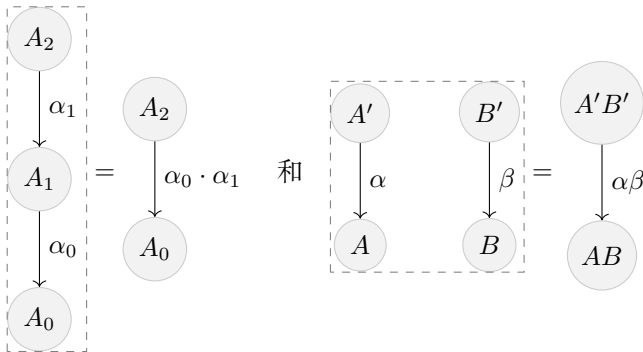 A₂
α₁
A₁
α₀
A₀
=
A₂
α₀ · α₁
A₀
和
A′
α
A
B′
β
B
=
A′B′
αβ
AB